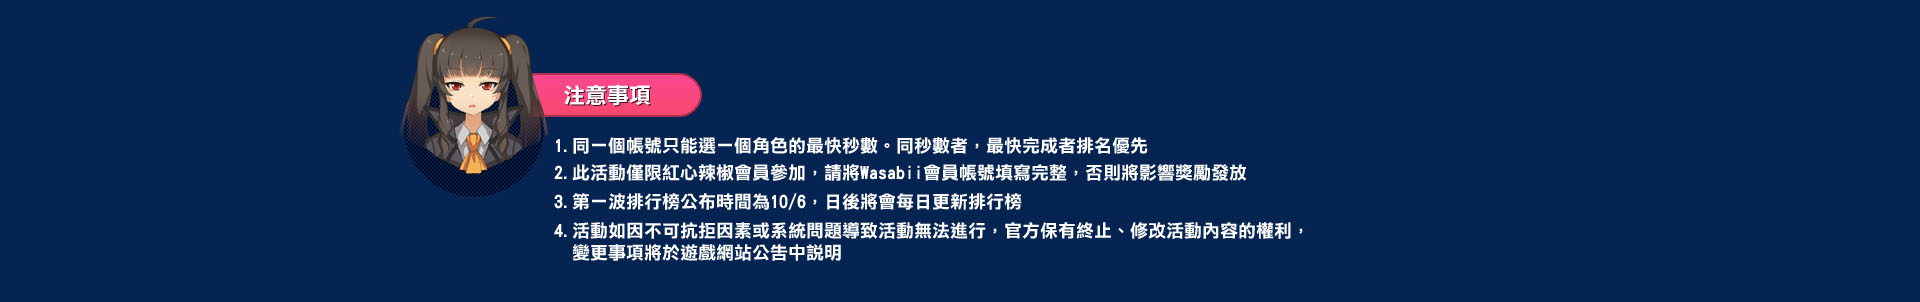 注意事項
1. 同一個帳號只能選一個角色的最快秒數。同秒數者，最快完成者排名優先
2. 此活動僅限紅心辣椒會員參加，請將Wasabii會員帳號填寫完整，否則將影響獎勵發放
3. 第一波排行榜公布時間為10/6，日後將會每日更新排行榜
4. 活動如因不可抗拒因素或系統問題導致活動無法進行，官方保有終止、修改活動內容的權利，
變更事項將於遊戲網站公告中説明